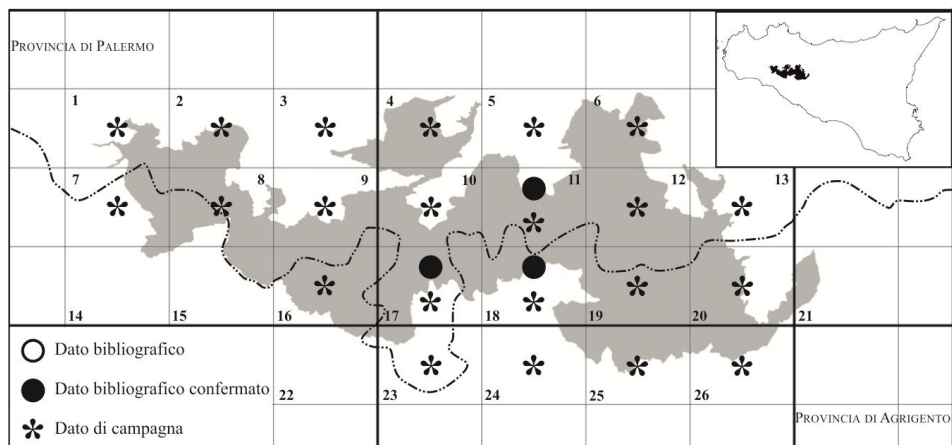 PROVINCIA DI PALERMO
1 2 3 4 5 6
7 8 9 10 11 12 13
14 15 16 17 18 19 20 21
Dato bibliografico
Dato bibliografico confermato
22 23 24 25 26
Dato di campagna
PROVINCIA DI AGRIGENTO